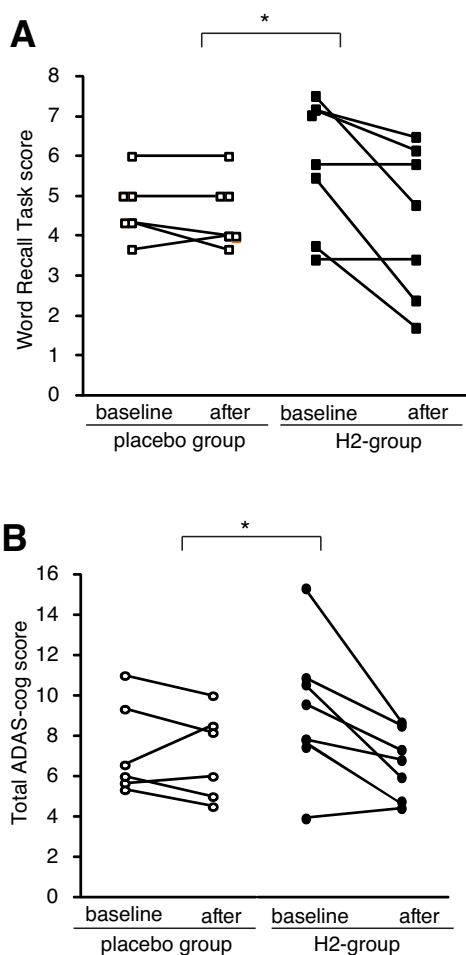 A
*
Word Recall Task score
8
7
6
5
4
3
2
1
0
baseline after baseline after
placebo group H2-group
B
*
Total ADAS-cog score
16
14
12
10
8
6
4
2
0
baseline after baseline after
placebo group H2-group